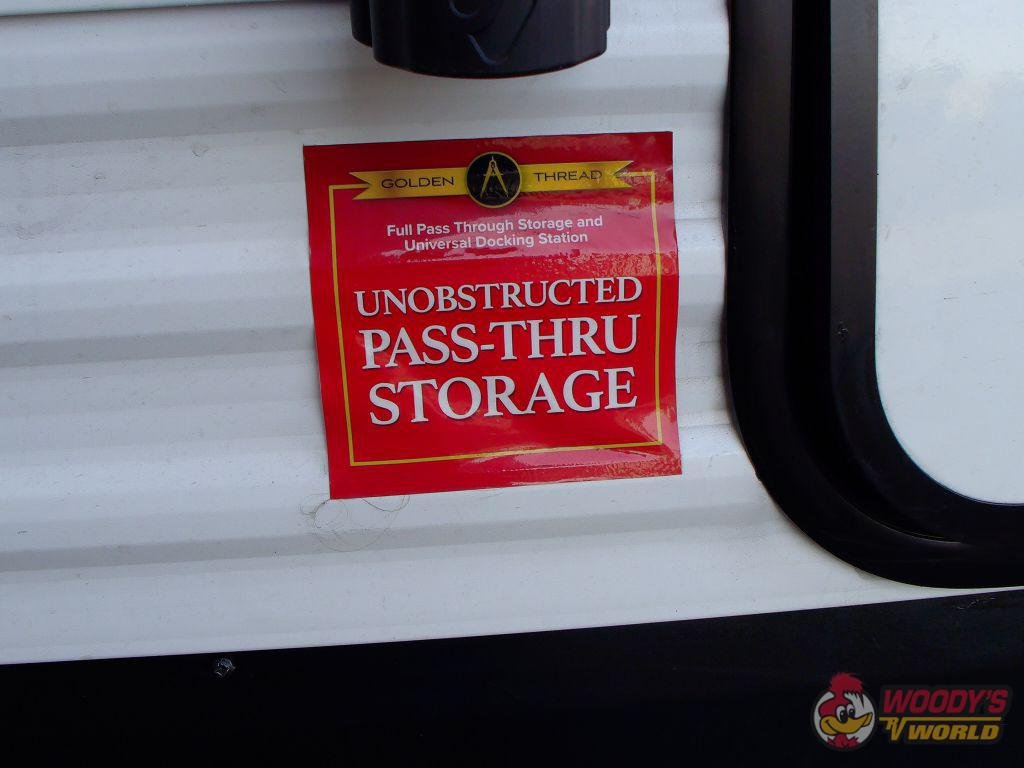 GOLDEN THREAD
Full Pass Through Storage and
Universal Docking Station
UNOBSTRUCTED
PASS-THRU
STORAGE
WOODY'S
RV WORLD